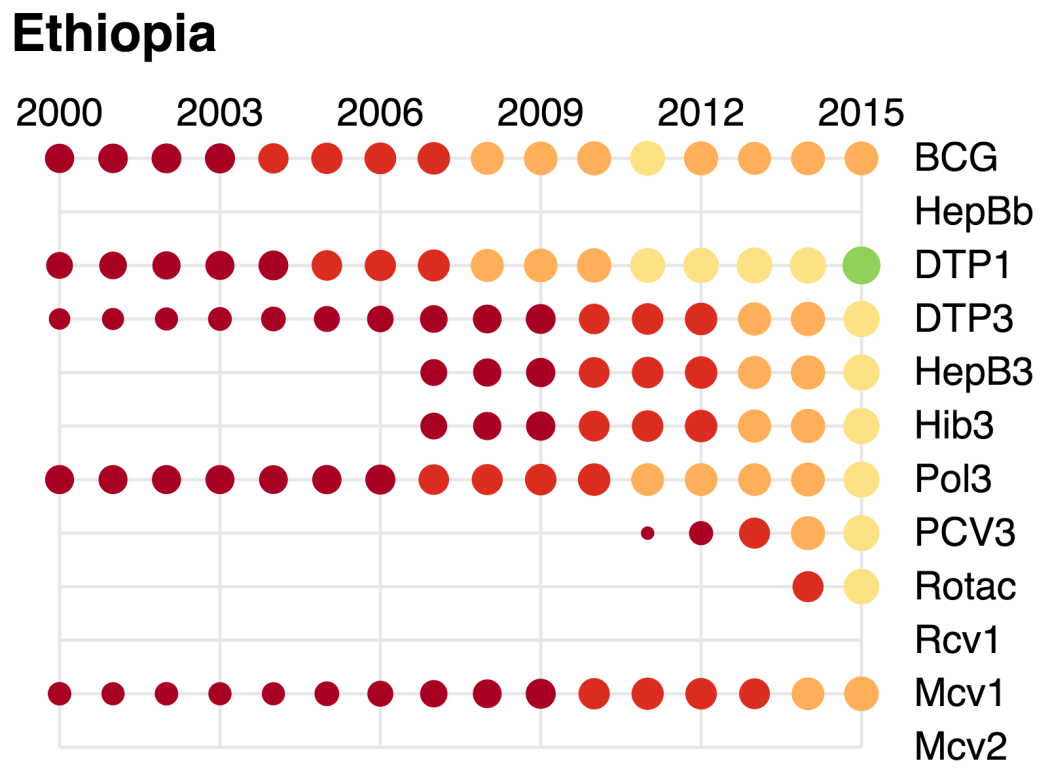 Ethiopia
2000 2003 2006 2009 2012 2015
BCG
HepBb
DTP1
DTP3
HepB3
Hib3
Pol3
PCV3
Rotac
Rcv1
Mcv1
Mcv2